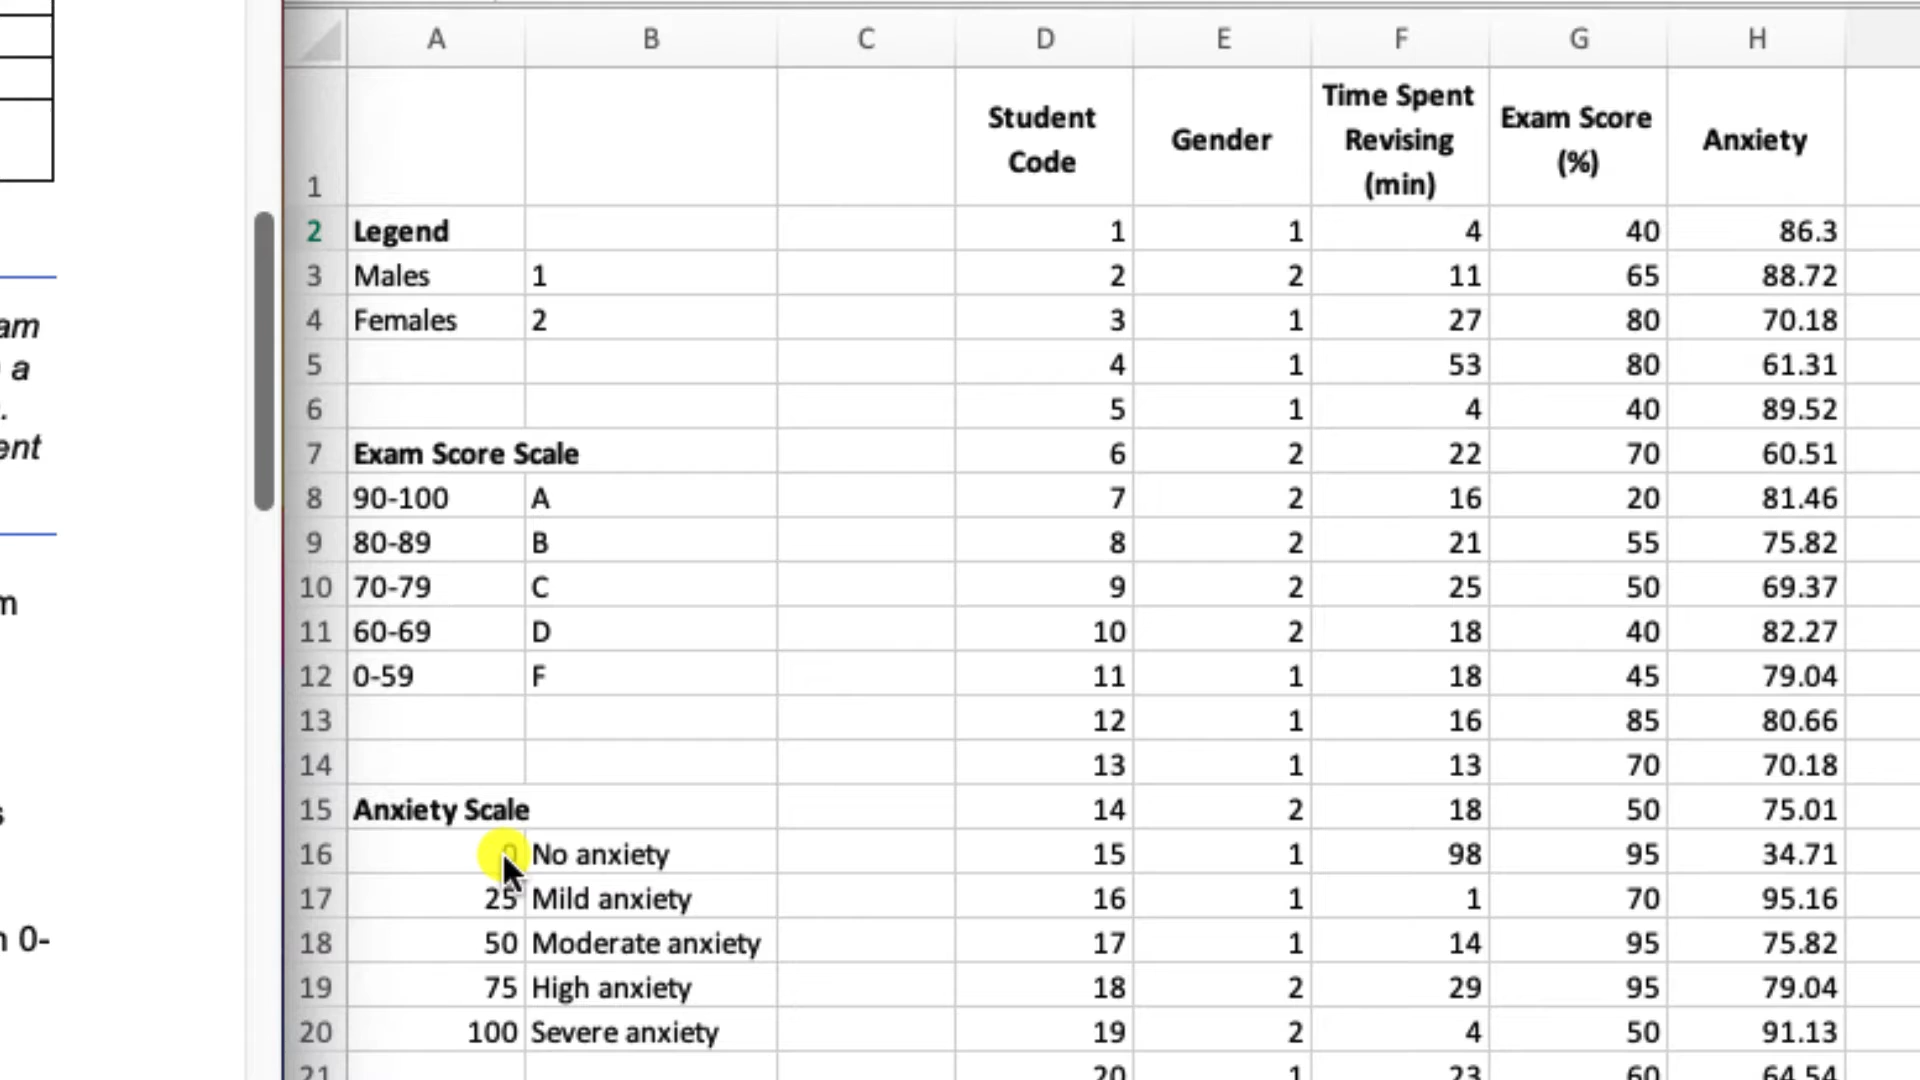 am
a
.
ent
m
s
n 0-
A B C D E F G H
1 Student Code Gender Time Spent Revising (min) Exam Score (%) Anxiety
2 Legend 1 1 4 40 86.3
3 Males 1 2 2 11 65 88.72
4 Females 2 3 1 27 80 70.18
5 4 1 53 80 61.31
6 5 1 4 40 89.52
7 Exam Score Scale 6 2 22 70 60.51
8 90-100 A 7 2 16 20 81.46
9 80-89 B 8 2 21 55 75.82
10 70-79 C 9 2 25 50 69.37
11 60-69 D 10 2 18 40 82.27
12 0-59 F 11 1 18 45 79.04
13 12 1 16 85 80.66
14 13 1 13 70 70.18
15 Anxiety Scale 14 2 18 50 75.01
16 0 No anxiety 15 1 98 95 34.71
17 25 Mild anxiety 16 1 1 70 95.16
18 50 Moderate anxiety 17 1 14 95 75.82
19 75 High anxiety 18 2 29 95 79.04
20 100 Severe anxiety 19 2 4 50 91.13
21 20 1 23 60 64.54